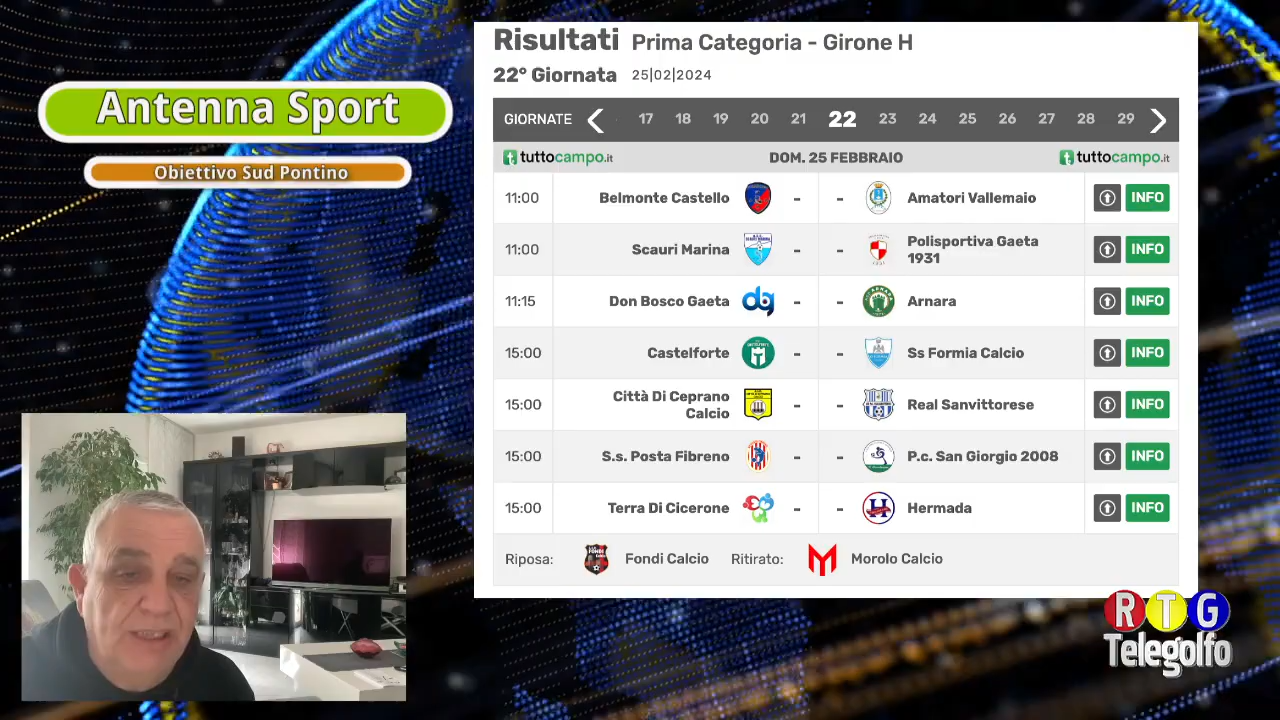 Antenna Sport
Obiettivo Sud Pontino
Risultati Prima Categoria - Girone H
22° Giornata 25|02|2024
GIORNATE 17 18 19 20 21 22 23 24 25 26 27 28 29
tuttocampo.it DOM. 25 FEBBRAIO tuttocampo.it
11:00 Belmonte Castello - - Amatori Vallemaio INFO
11:00 Scauri Marina - - Polisportiva Gaeta 1931 INFO
11:15 Don Bosco Gaeta - - Arnara INFO
15:00 Castelforte - - Ss Formia Calcio INFO
15:00 Città Di Ceprano Calcio - - Real Sanvittorese INFO
15:00 S.s. Posta Fibreno - - P.c. San Giorgio 2008 INFO
15:00 Terra Di Cicerone - - Hermada INFO
Riposa: Fondi Calcio Ritirato: Morolo Calcio
RTG
Telegolfo